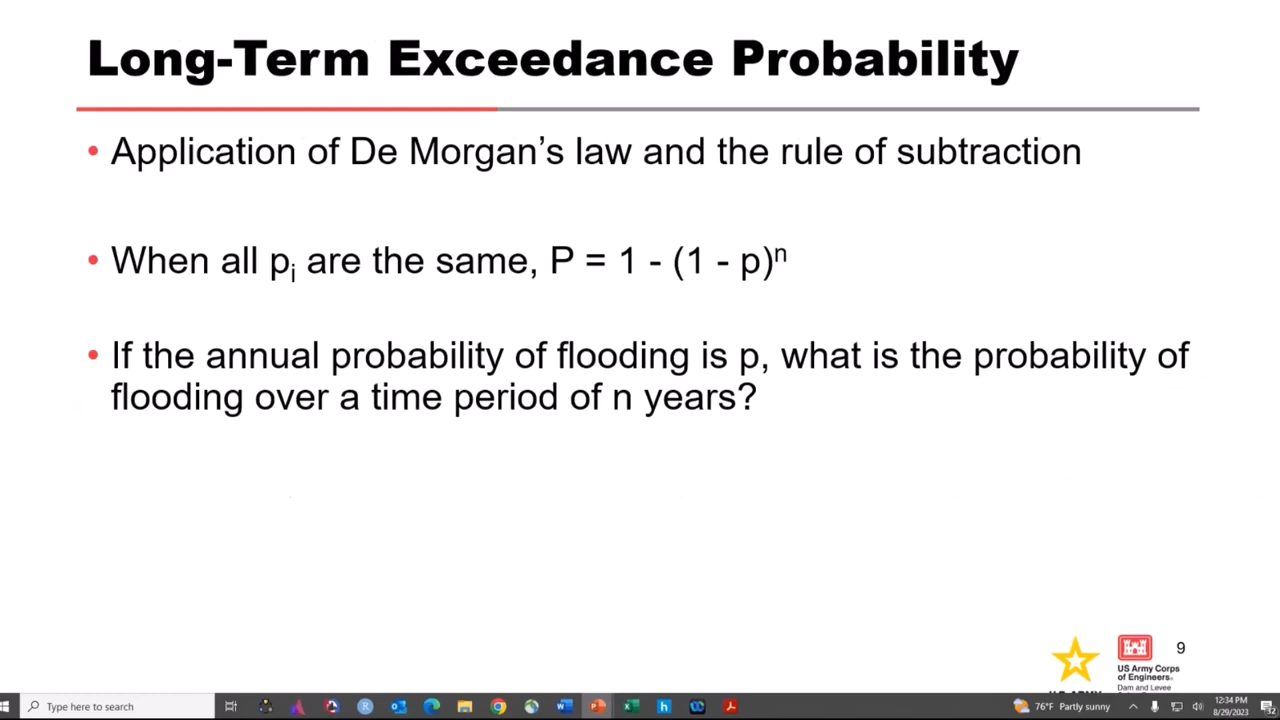 Long-Term Exceedance Probability
• Application of De Morgan’s law and the rule of subtraction
• When all pᵢ are the same, P = 1 - (1 - p)ⁿ
• If the annual probability of flooding is p, what is the probability of
flooding over a time period of n years?
9
US Army Corps
of Engineers®
Dam and Levee
Type here to search
76°F Partly sunny
12:34 PM
8/29/2023